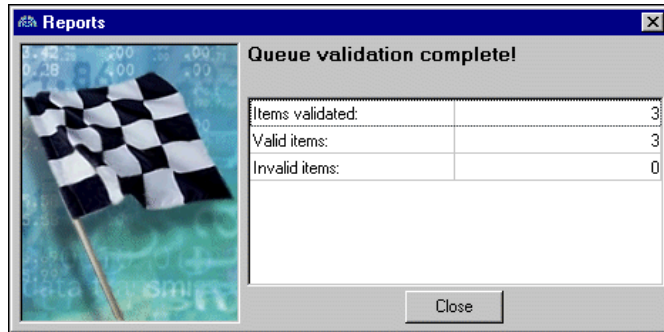 Reports
Queue validation complete!
Items validated: 3
Valid items: 3
Invalid items: 0
Close